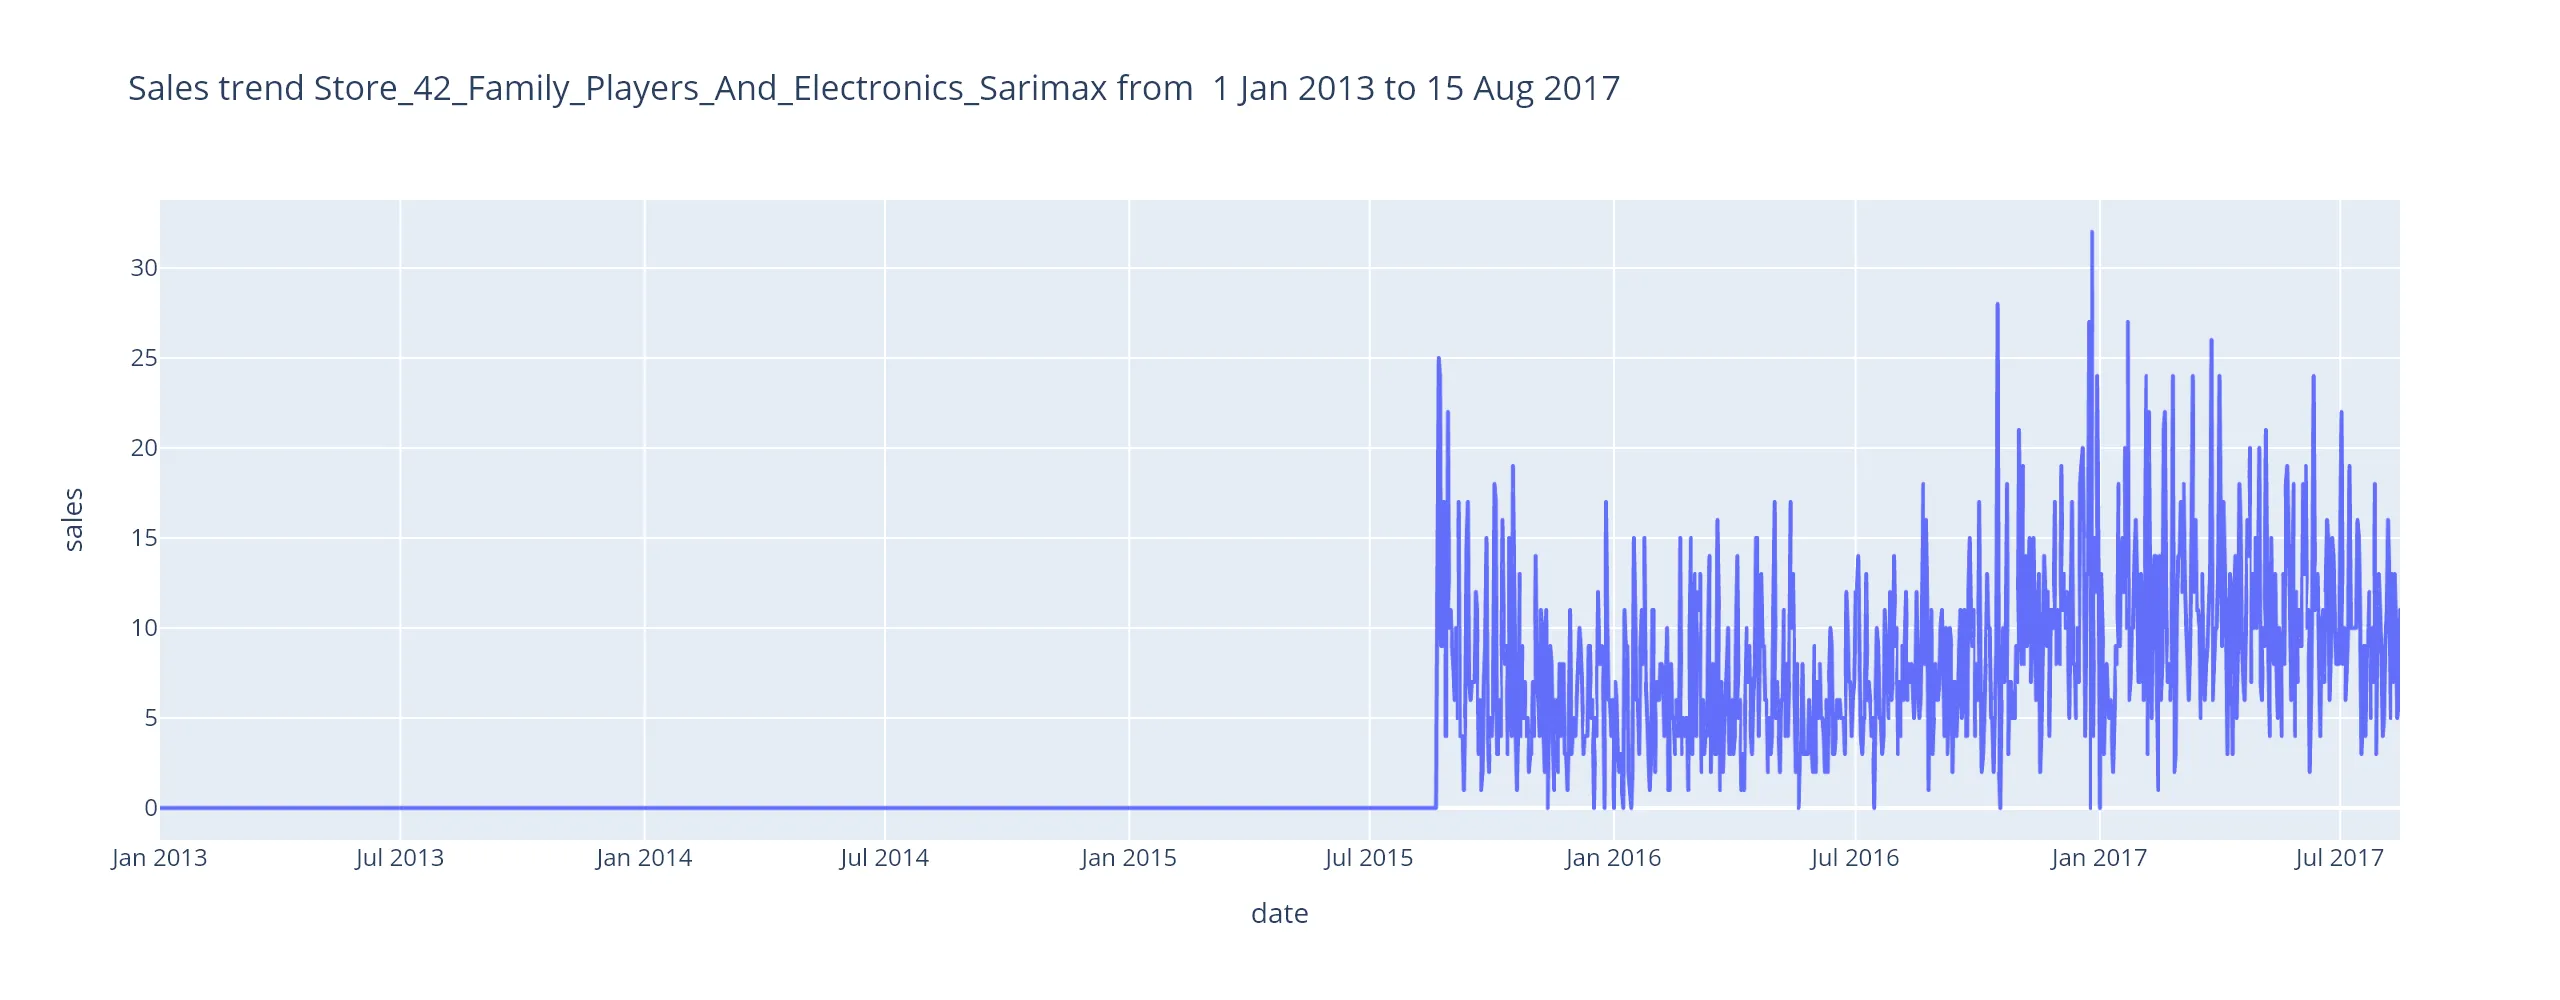 Sales trend Store_42_Family_Players_And_Electronics_Sarimax from  1 Jan 2013 to 15 Aug 2017
30
25
20
15
10
5
0
sales
Jan 2013 Jul 2013 Jan 2014 Jul 2014 Jan 2015 Jul 2015 Jan 2016 Jul 2016 Jan 2017 Jul 2017
date